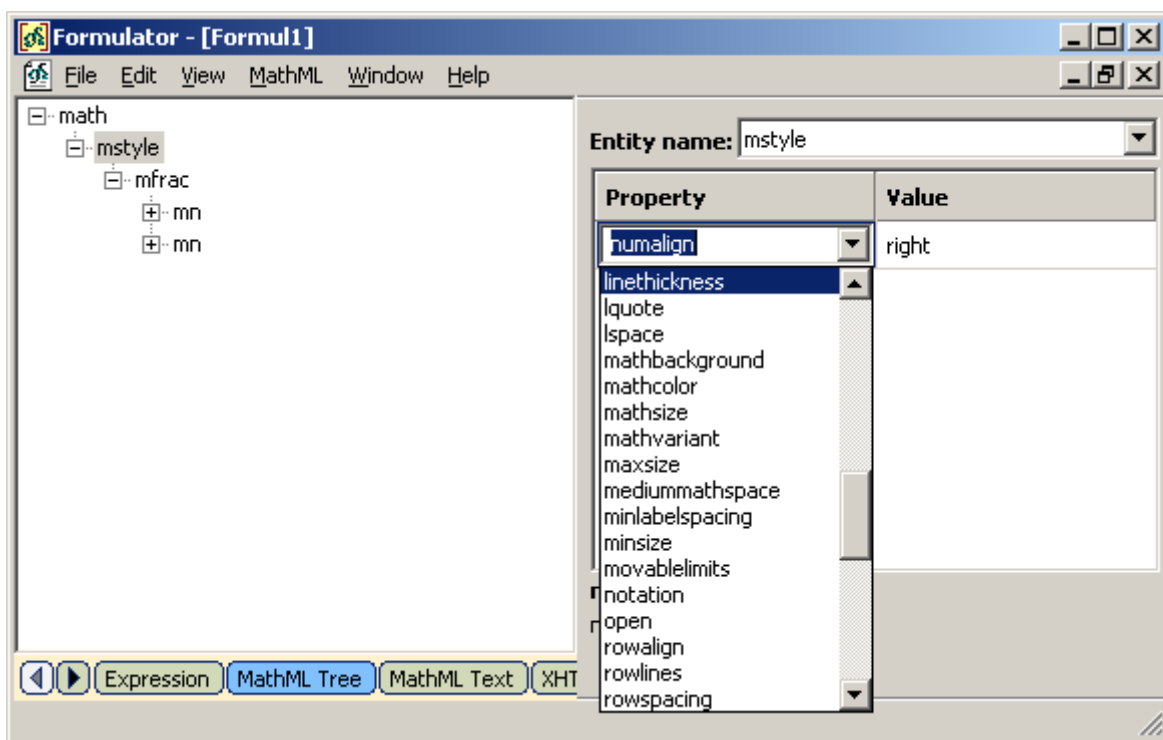 Formulator - [Formul1]
File Edit View MathML Window Help
math
mstyle
mfrac
mn
mn
Entity name: mstyle
Property Value
numalign right
linethickness
lquote
lspace
mathbackground
mathcolor
mathsize
mathvariant
maxsize
mediummathspace
minlabelspacing
minsize
movablelimits
notation
open
rowalign
rowlines
rowspacing
Expression MathML Tree MathML Text XHT